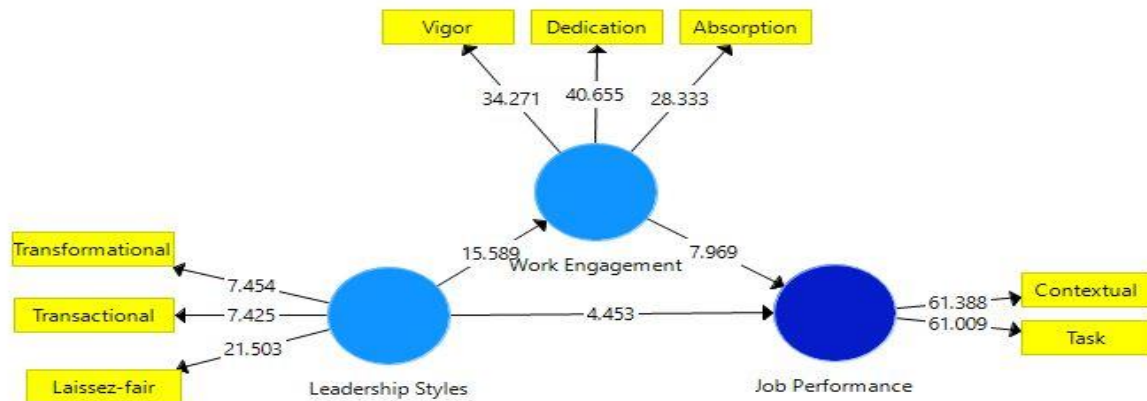 Vigor
Dedication
Absorption
34.271
40.655
28.333
Transformational
15.589
Work Engagement
7.969
7.454
Transactional
7.425
4.453
61.388
Contextual
61.009
Task
21.503
Laissez-fair
Leadership Styles
Job Performance